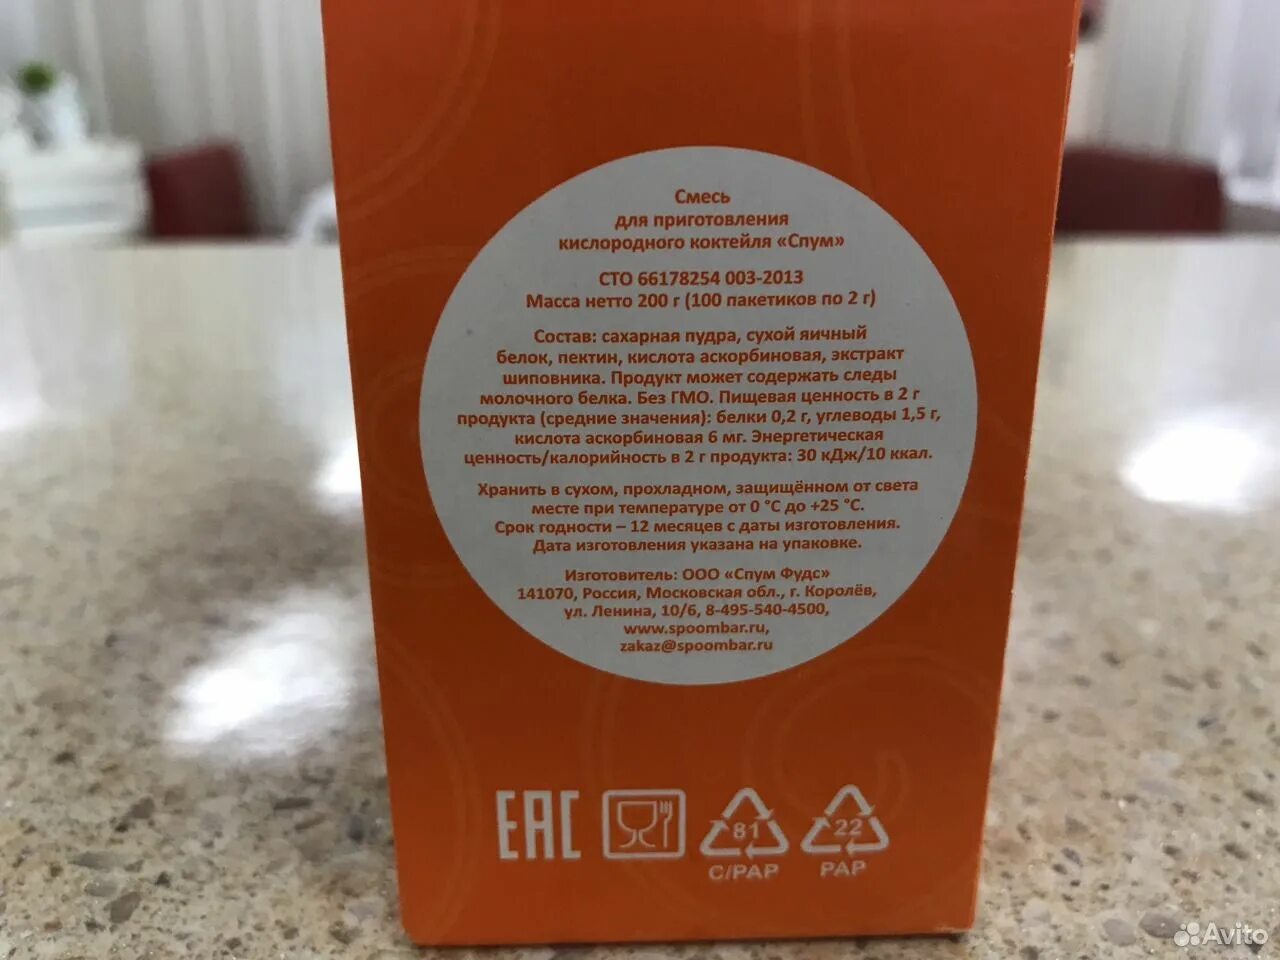 Смесь
для приготовления
кислородного коктейля «Спум»
СТО 66178254 003-2013
Масса нетто 200 г (100 пакетиков по 2 г)
Состав: сахарная пудра, сухой яичный
белок, пектин, кислота аскорбиновая, экстракт
шиповника. Продукт может содержать следы
молочного белка. Без ГМО. Пищевая ценность в 2 г
продукта (средние значения): белки 0,2 г, углеводы 1,5 г,
кислота аскорбиновая 6 мг. Энергетическая
ценность/калорийность в 2 г продукта: 30 кДж/10 ккал.
Хранить в сухом, прохладном, защищённом от света
месте при температуре от 0 °С до +25 °С.
Срок годности – 12 месяцев с даты изготовления.
Дата изготовления указана на упаковке.
Изготовитель: ООО «Спум Фудс»
141070, Россия, Московская обл., г. Королёв,
ул. Ленина, 10/6, 8-495-540-4500,
www.spoombar.ru,
zakaz@spoombar.ru
EAC
81
22
C/PAP
PAP
Avito